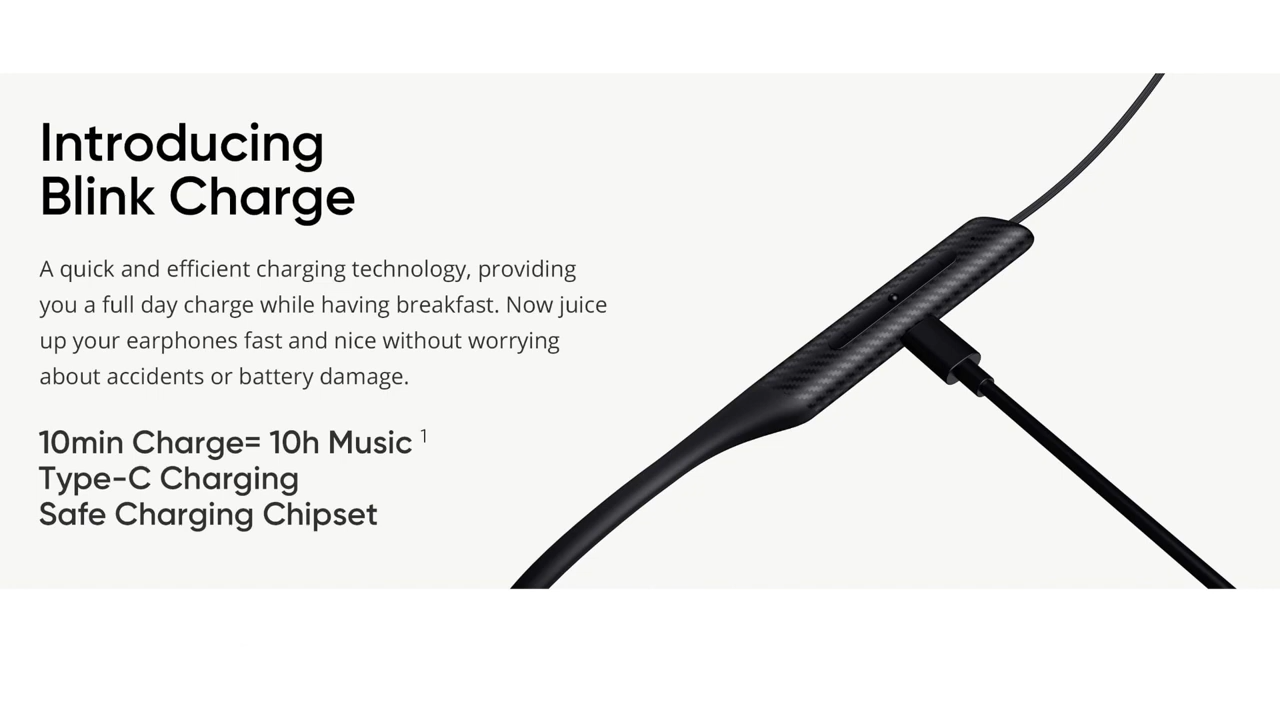 Introducing
Blink Charge
A quick and efficient charging technology, providing
you a full day charge while having breakfast. Now juice
up your earphones fast and nice without worrying
about accidents or battery damage.
10min Charge= 10h Music ¹
Type-C Charging
Safe Charging Chipset